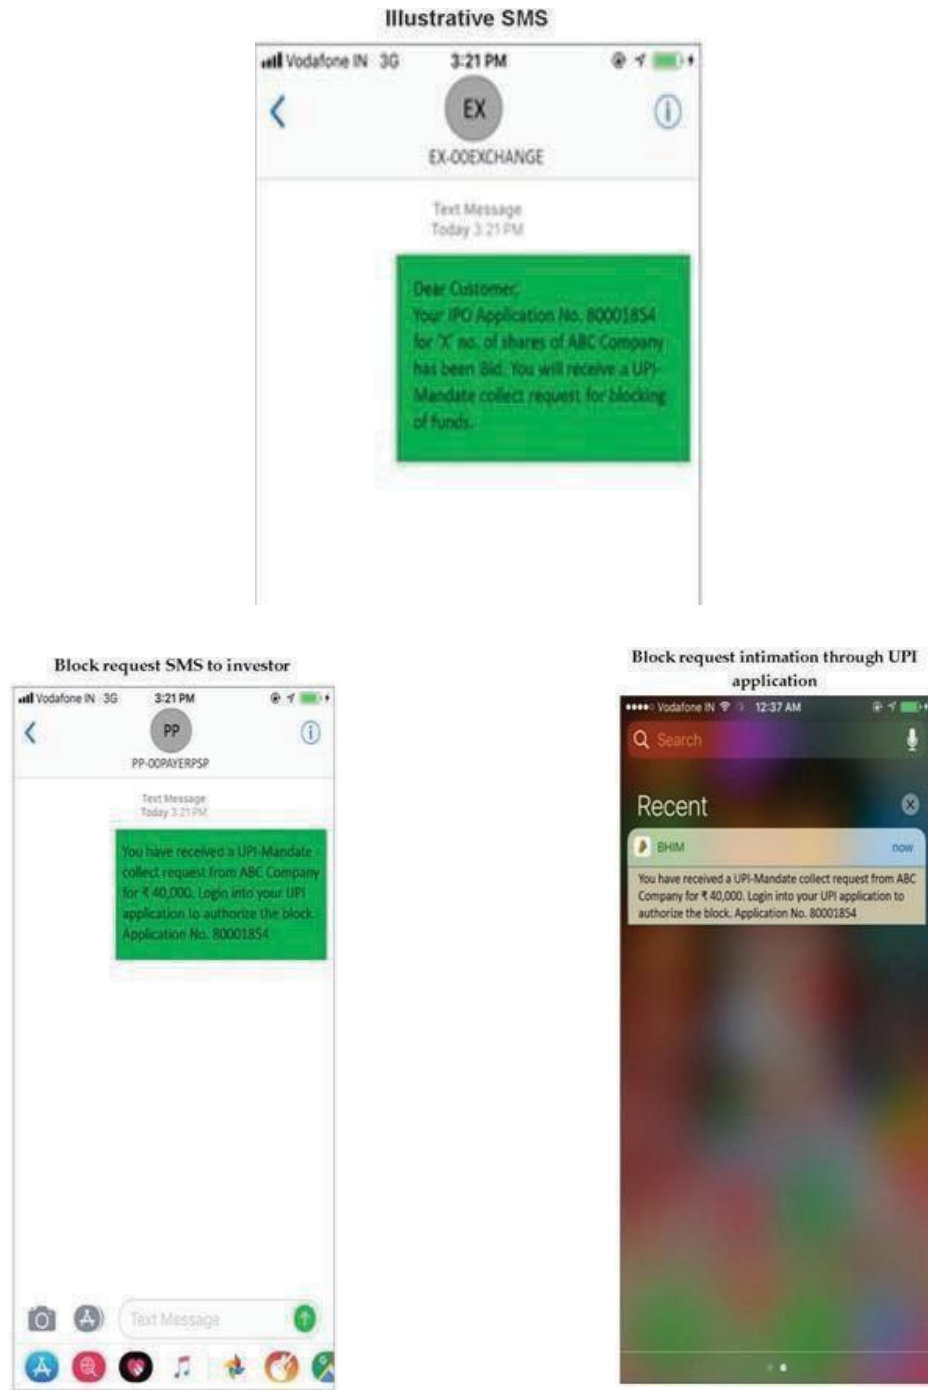 Illustrative SMS
Vodafone IN 3G 3:21 PM
EX
EX-OOEXCHANGE
Text Message
Today 3:21 PM
Dear Customer,
Your IPO Application No. 80001854
for 'X' no. of shares of ABC Company
has been Bid. You will receive a UPI-
Mandate collect request for blocking
of funds.
Block request SMS to investor
Vodafone IN 3G 3:21 PM
PP
PP-OOPAYERPSP
Text Message
Today 3:21 PM
You have received a UPI-Mandate
collect request from ABC Company
for ₹ 40,000. Login into your UPI
application to authorize the block.
Application No. 80001854
Text Message
Block request intimation through UPI
application
Vodafone IN 12:37 AM
Search
Recent
BHIM now
You have received a UPI-Mandate collect request from ABC
Company for ₹ 40,000. Login into your UPI application to
authorize the block. Application No. 80001854